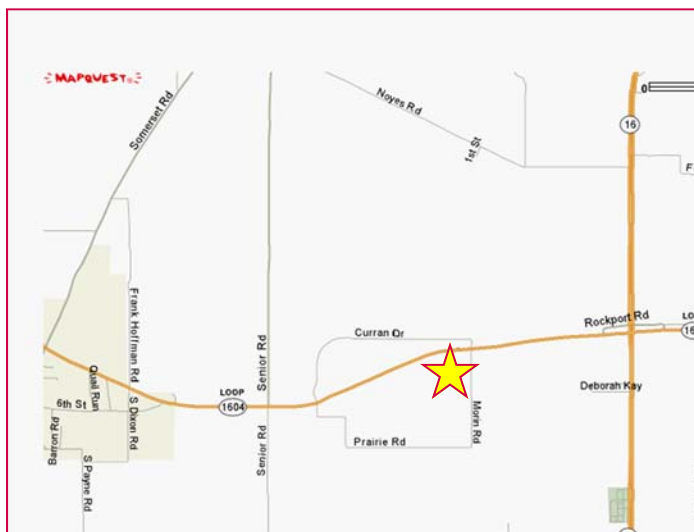 MAPQUEST
0
Somerset Rd
Noyes Rd
1st St
16
F
Frank Hoffman Rd
Senior Rd
Curran Dr
Rockport Rd
LO
16
Quail Run
LOOP
1604
Deborah Kay
6th St
S Dixon Rd
Morin Rd
Barron Rd
Senior Rd
Prairie Rd
S Payne Rd